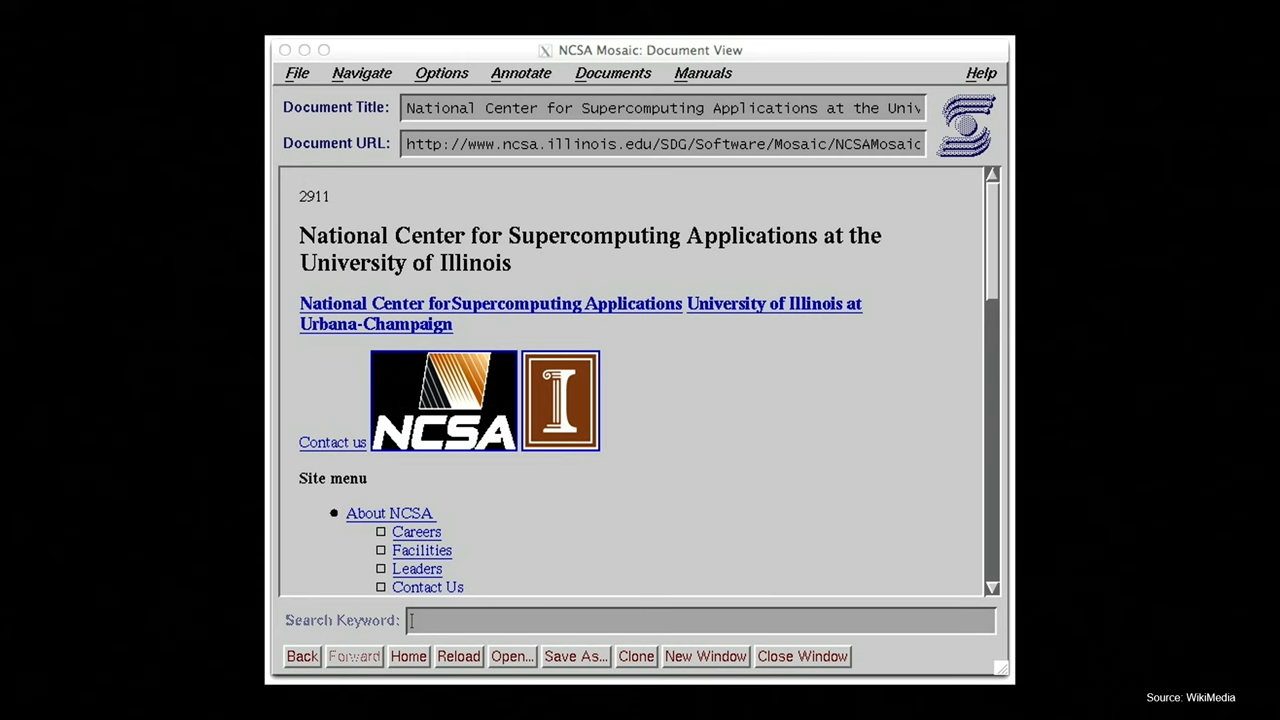 NCSA Mosaic: Document View
File Navigate Options Annotate Documents Manuals Help
Document Title: National Center for Supercomputing Applications at the Univ
Document URL: http://www.ncsa.illinois.edu/SDG/Software/Mosaic/NCSAMosaic
2911
National Center for Supercomputing Applications at the
University of Illinois
National Center for Supercomputing Applications University of Illinois at
Urbana-Champaign
NCSA I
Contact us
Site menu
About NCSA
Careers
Facilities
Leaders
Contact Us
Search Keyword:
Back Forward Home Reload Open... Save As... Clone New Window Close Window
Source: WikiMedia